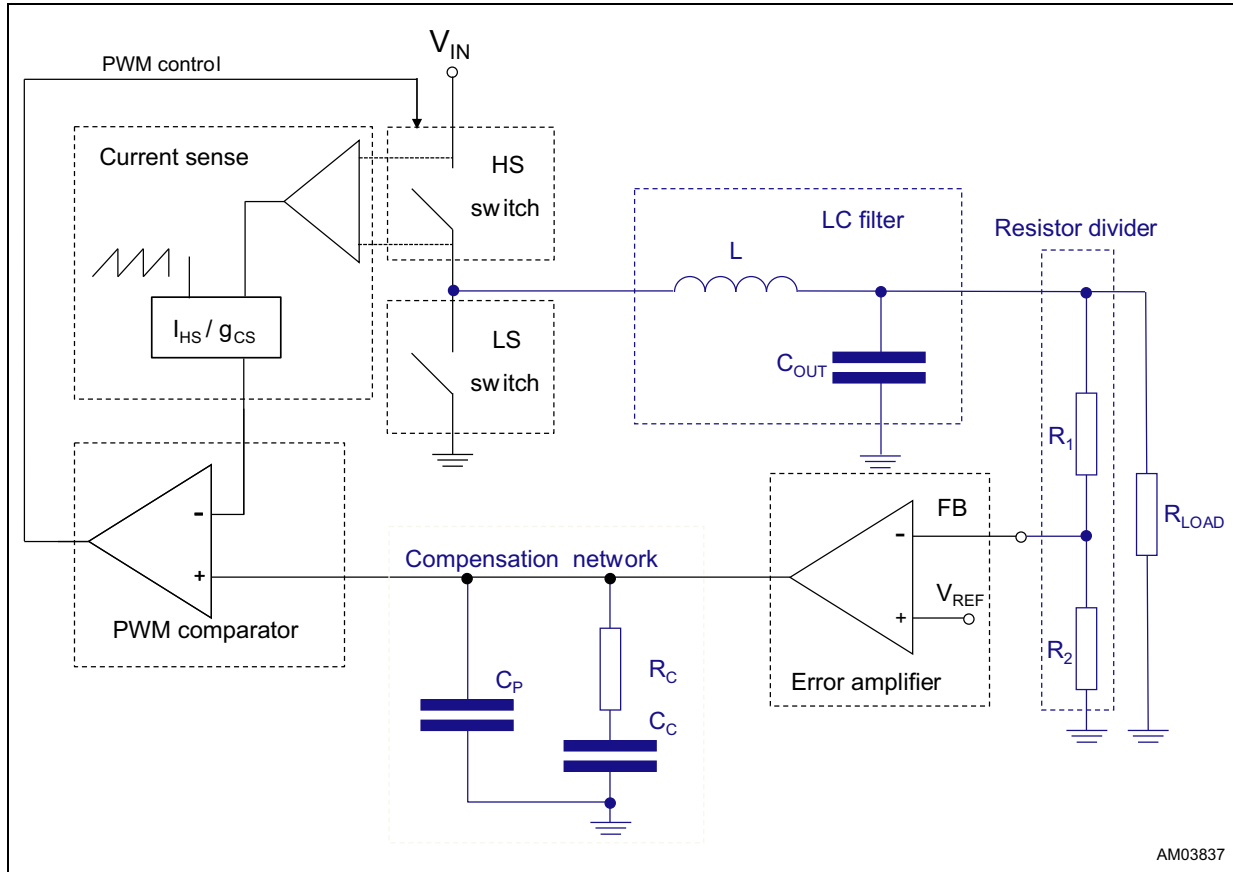 V_IN
PWM control
Current sense
HS
switch
LC filter
Resistor divider
L
I_HS / g_CS
LS
switch
C_OUT
R_1
-
+
PWM comparator
Compensation network
FB
-
V_REF
+
R_LOAD
C_P
R_C
C_C
Error amplifier
R_2
AM03837